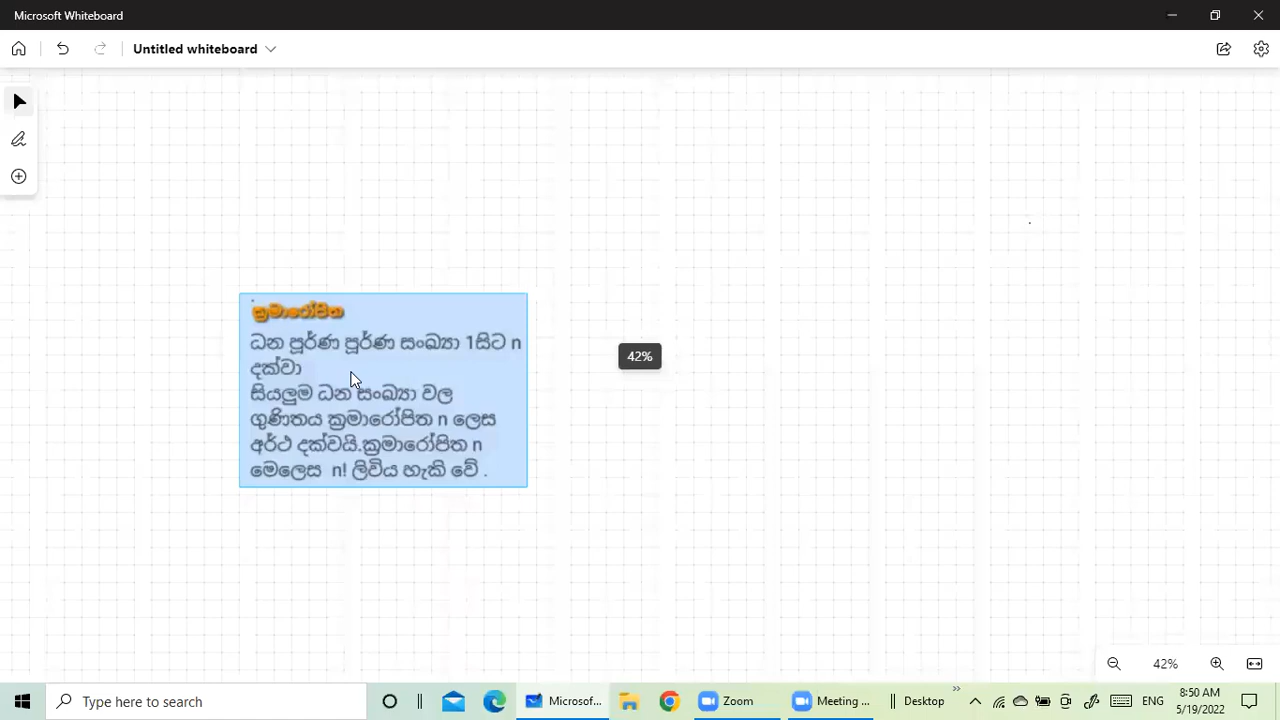 Microsoft Whiteboard
Untitled whiteboard
ක්‍රමාරෝපිත
ධන පූර්ණ පූර්ණ සංඛ්‍යා 1සිට n
දක්වා
සියලුම ධන සංඛ්‍යා වල
ගුණිතය ක්‍රමාරෝපිත n ලෙස
අර්ථ දක්වයි.ක්‍රමාරෝපිත n
මෙලෙස n! ලිවිය හැකි වේ .
42%
42%
Type here to search
Microsof...
Zoom
Meeting ...
Desktop
ENG
8:50 AM
5/19/2022